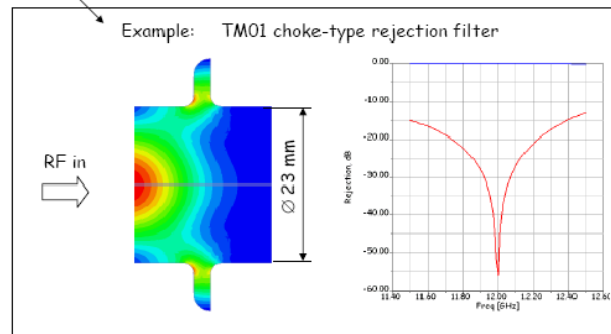 Example: TM01 choke-type rejection filter
RF in
Ø 23 mm
Rejection, dB
0.00
-10.00
-20.00
-30.00
-40.00
-50.00
-60.00
11.40 11.60 11.80 12.00 12.20 12.40 12.60
Freq [GHz]